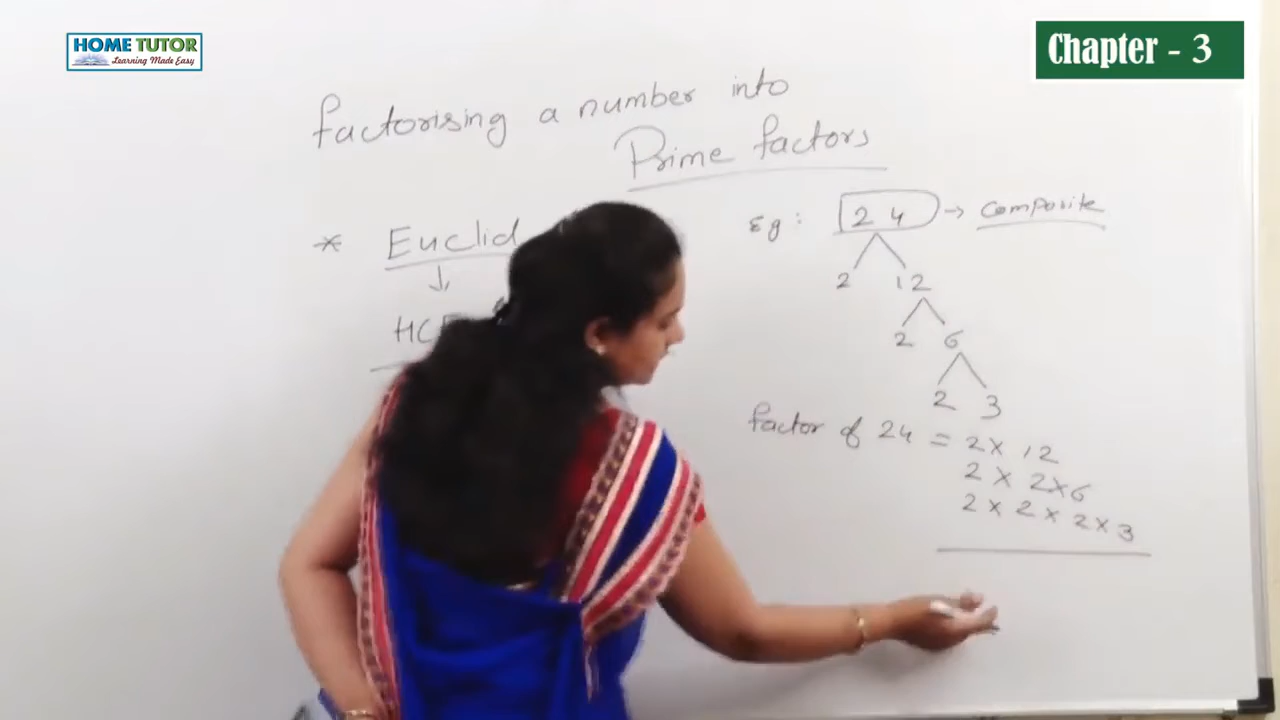 HOME TUTOR
Learning Made Easy
Chapter - 3
factorising a number into
Prime factors
* Euclid
↓
Eg : 24 → Composite
2 12
2 6
2 3
factor of 24 = 2 × 12
2 × 2 × 6
2 × 2 × 2 × 3